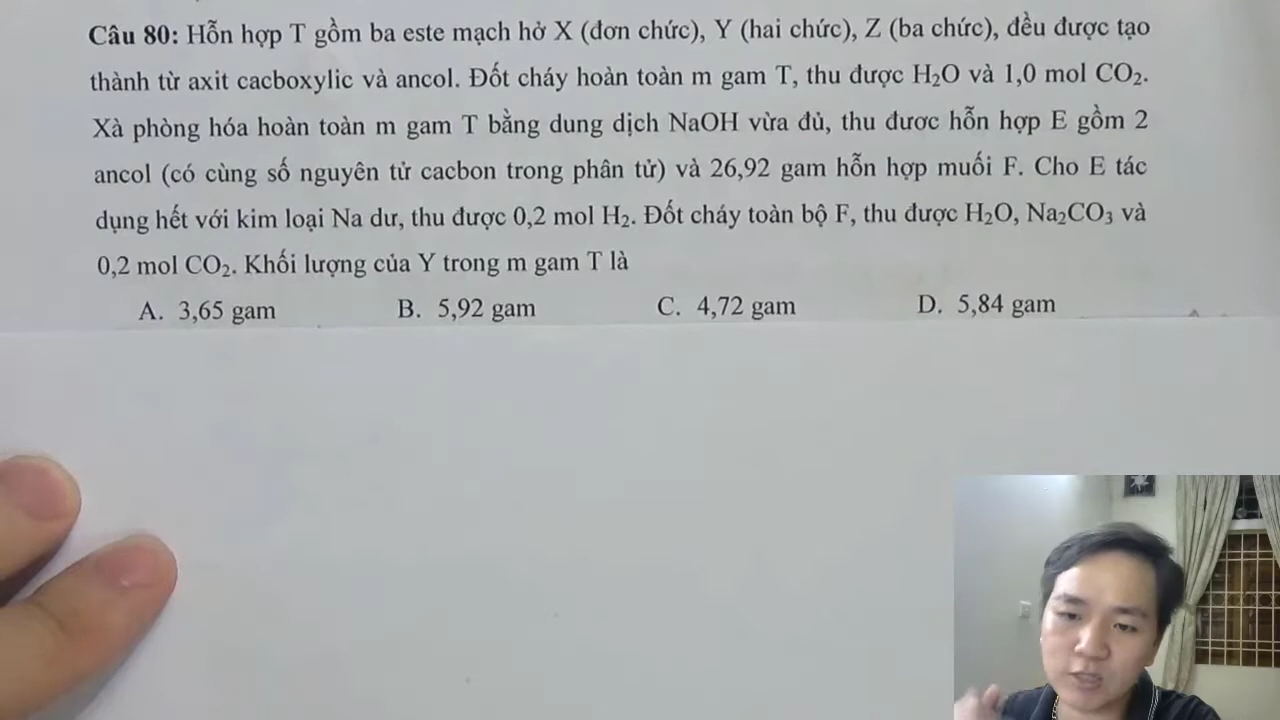 Câu 80: Hỗn hợp T gồm ba este mạch hở X (đơn chức), Y (hai chức), Z (ba chức), đều được tạo
thành từ axit cacboxylic và ancol. Đốt cháy hoàn toàn m gam T, thu được H₂O và 1,0 mol CO₂.
Xà phòng hóa hoàn toàn m gam T bằng dung dịch NaOH vừa đủ, thu đươc hỗn hợp E gồm 2
ancol (có cùng số nguyên tử cacbon trong phân tử) và 26,92 gam hỗn hợp muối F. Cho E tác
dụng hết với kim loại Na dư, thu được 0,2 mol H₂. Đốt cháy toàn bộ F, thu được H₂O, Na₂CO₃ và
0,2 mol CO₂. Khối lượng của Y trong m gam T là
A. 3,65 gam B. 5,92 gam C. 4,72 gam D. 5,84 gam